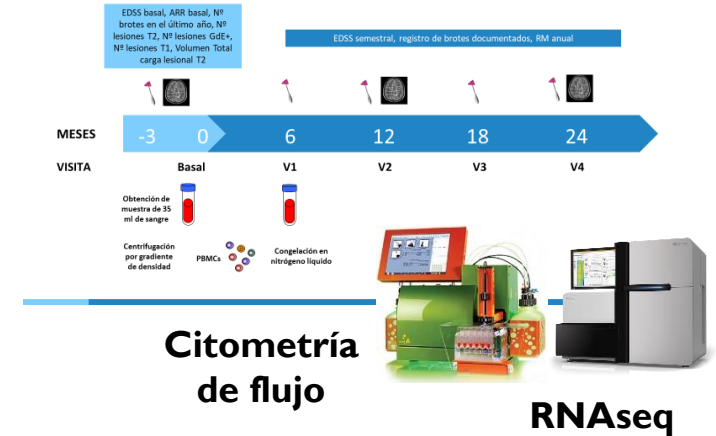 EDSS basal, ARR basal, Nº
brotes en el último año, Nº
lesiones T2, Nº lesiones GdE+,
Nº lesiones T1, Volumen Total
carga lesional T2
EDSS semestral, registro de brotes documentados, RM anual
MESES -3 0 6 12 18 24
VISITA Basal V1 V2 V3 V4
Obtención de
muestra de 35
ml de sangre
Centrifugación
por gradiente
de densidad
PBMCs
Congelación en
nitrógeno líquido
Citometría
de flujo
RNAseq